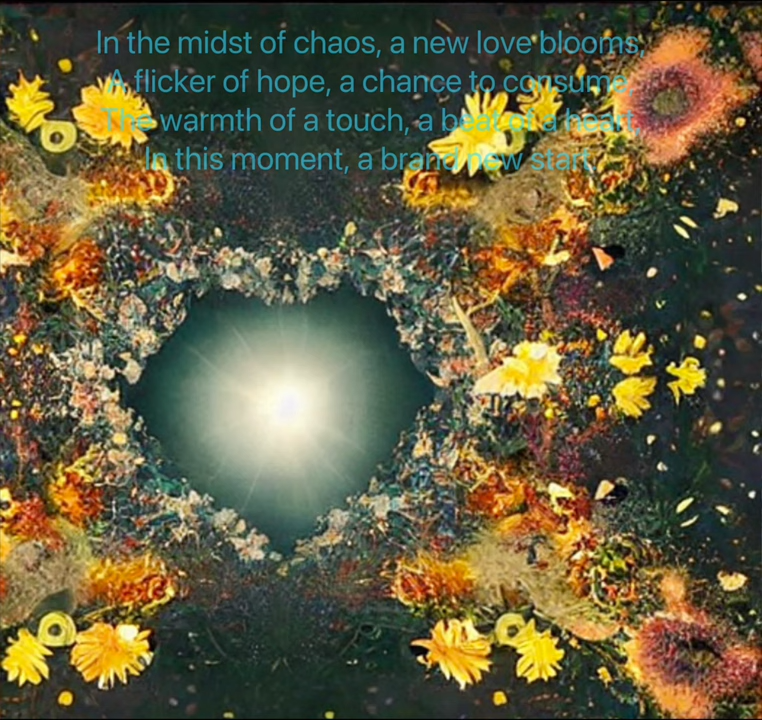 In the midst of chaos, a new love blooms,
A flicker of hope, a chance to consume,
The warmth of a touch, a beat of a heart,
In this moment, a brand new start.